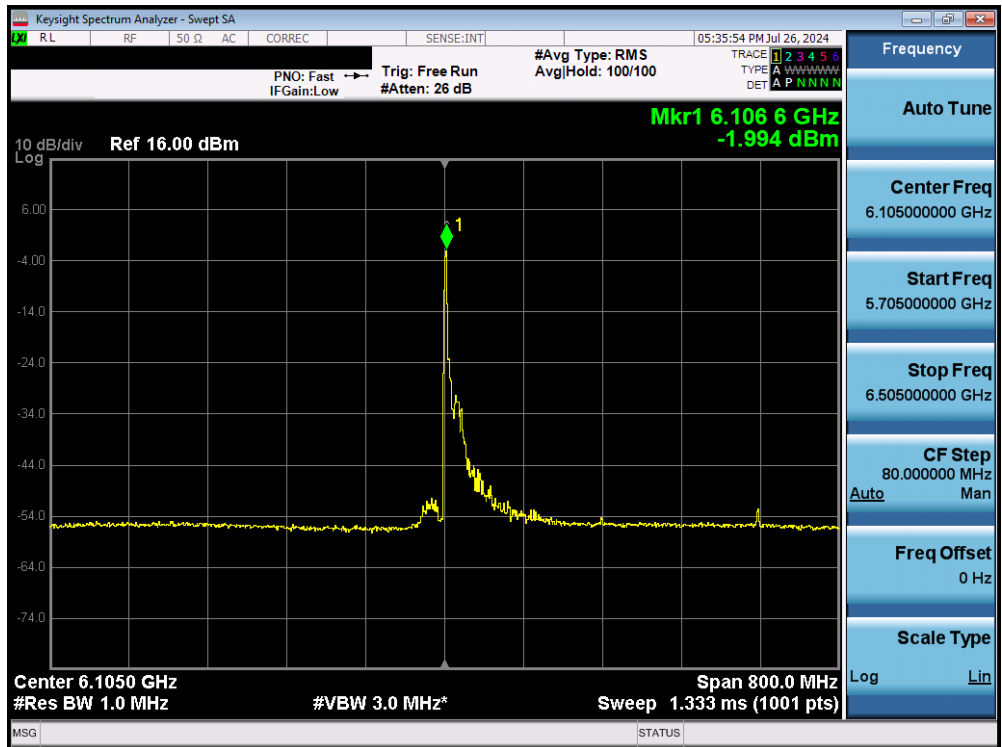 Keysight Spectrum Analyzer - Swept SA
LXI RL RF 50 Ω AC CORREC SENSE:INT 05:35:54 PM Jul 26, 2024
PNO: Fast
IFGain:Low
Trig: Free Run
#Atten: 26 dB
#Avg Type: RMS
Avg|Hold: 100/100
TRACE 1 2 3 4 5 6
TYPE A WWWWW
DET A P N N N N
Mkr1 6.106 6 GHz
-1.994 dBm
10 dB/div Ref 16.00 dBm
Log
6.00
-4.00
-14.0
-24.0
-34.0
-44.0
-54.0
-64.0
-74.0
1
Center 6.1050 GHz Span 800.0 MHz
#Res BW 1.0 MHz #VBW 3.0 MHz* Sweep 1.333 ms (1001 pts)
MSG STATUS
Frequency
Auto Tune
Center Freq
6.105000000 GHz
Start Freq
5.705000000 GHz
Stop Freq
6.505000000 GHz
CF Step
80.000000 MHz
Auto Man
Freq Offset
0 Hz
Scale Type
Log Lin